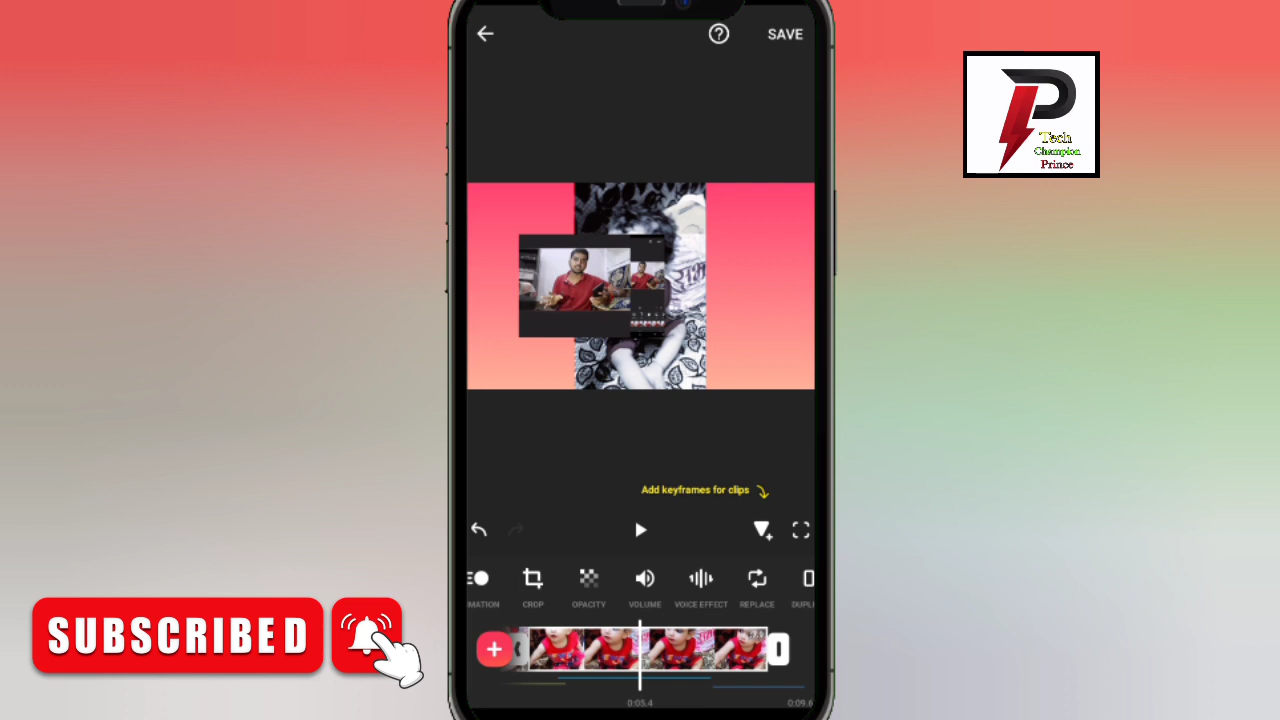 SAVE
Tech
Champion
Prince
Add keyframes for clips
MATION CROP OPACITY VOLUME VOICE EFFECT REPLACE DUPLI
SUBSCRIBED
0:05.4 0:09.6